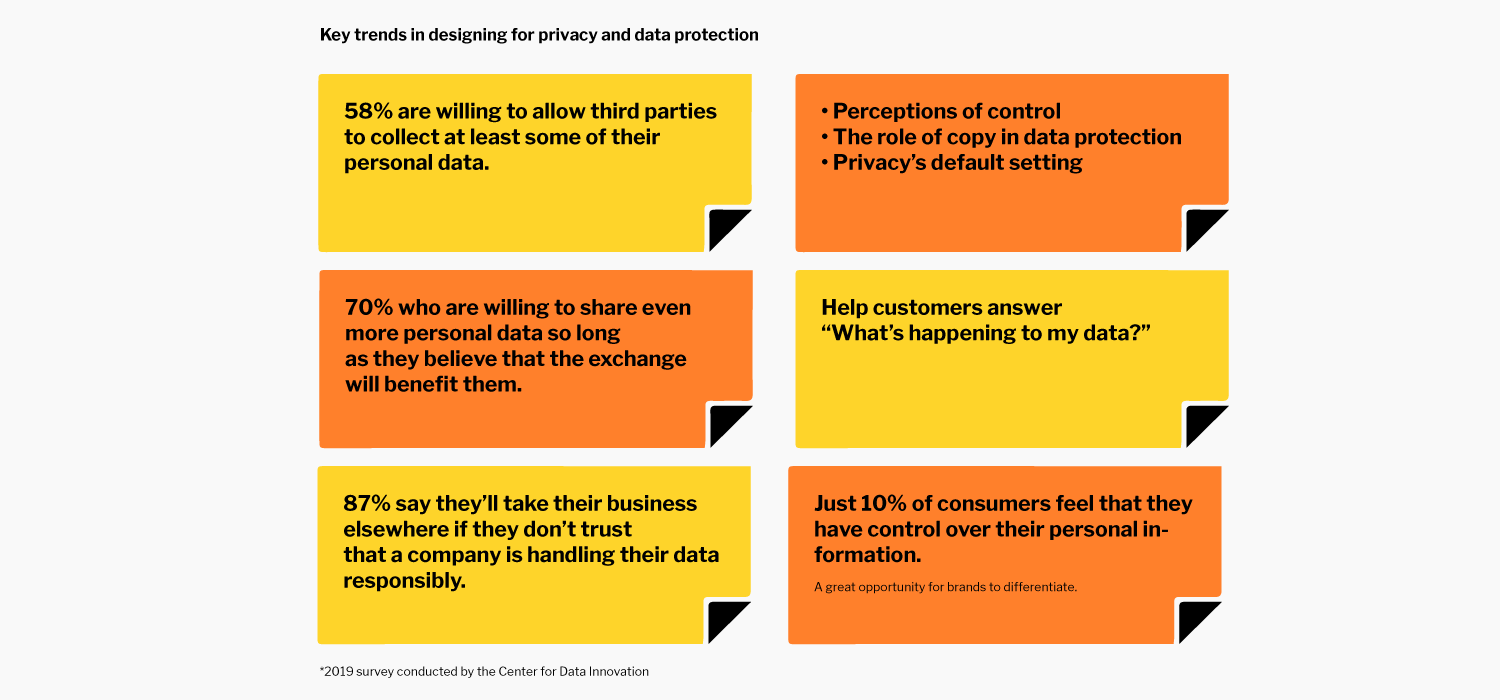 Key trends in designing for privacy and data protection
58% are willing to allow third parties
to collect at least some of their
personal data.
• Perceptions of control
• The role of copy in data protection
• Privacy’s default setting
70% who are willing to share even
more personal data so long
as they believe that the exchange
will benefit them.
Help customers answer
“What’s happening to my data?”
87% say they’ll take their business
elsewhere if they don’t trust
that a company is handling their data
responsibly.
Just 10% of consumers feel that they
have control over their personal in-
formation.
A great opportunity for brands to differentiate.
*2019 survey conducted by the Center for Data Innovation